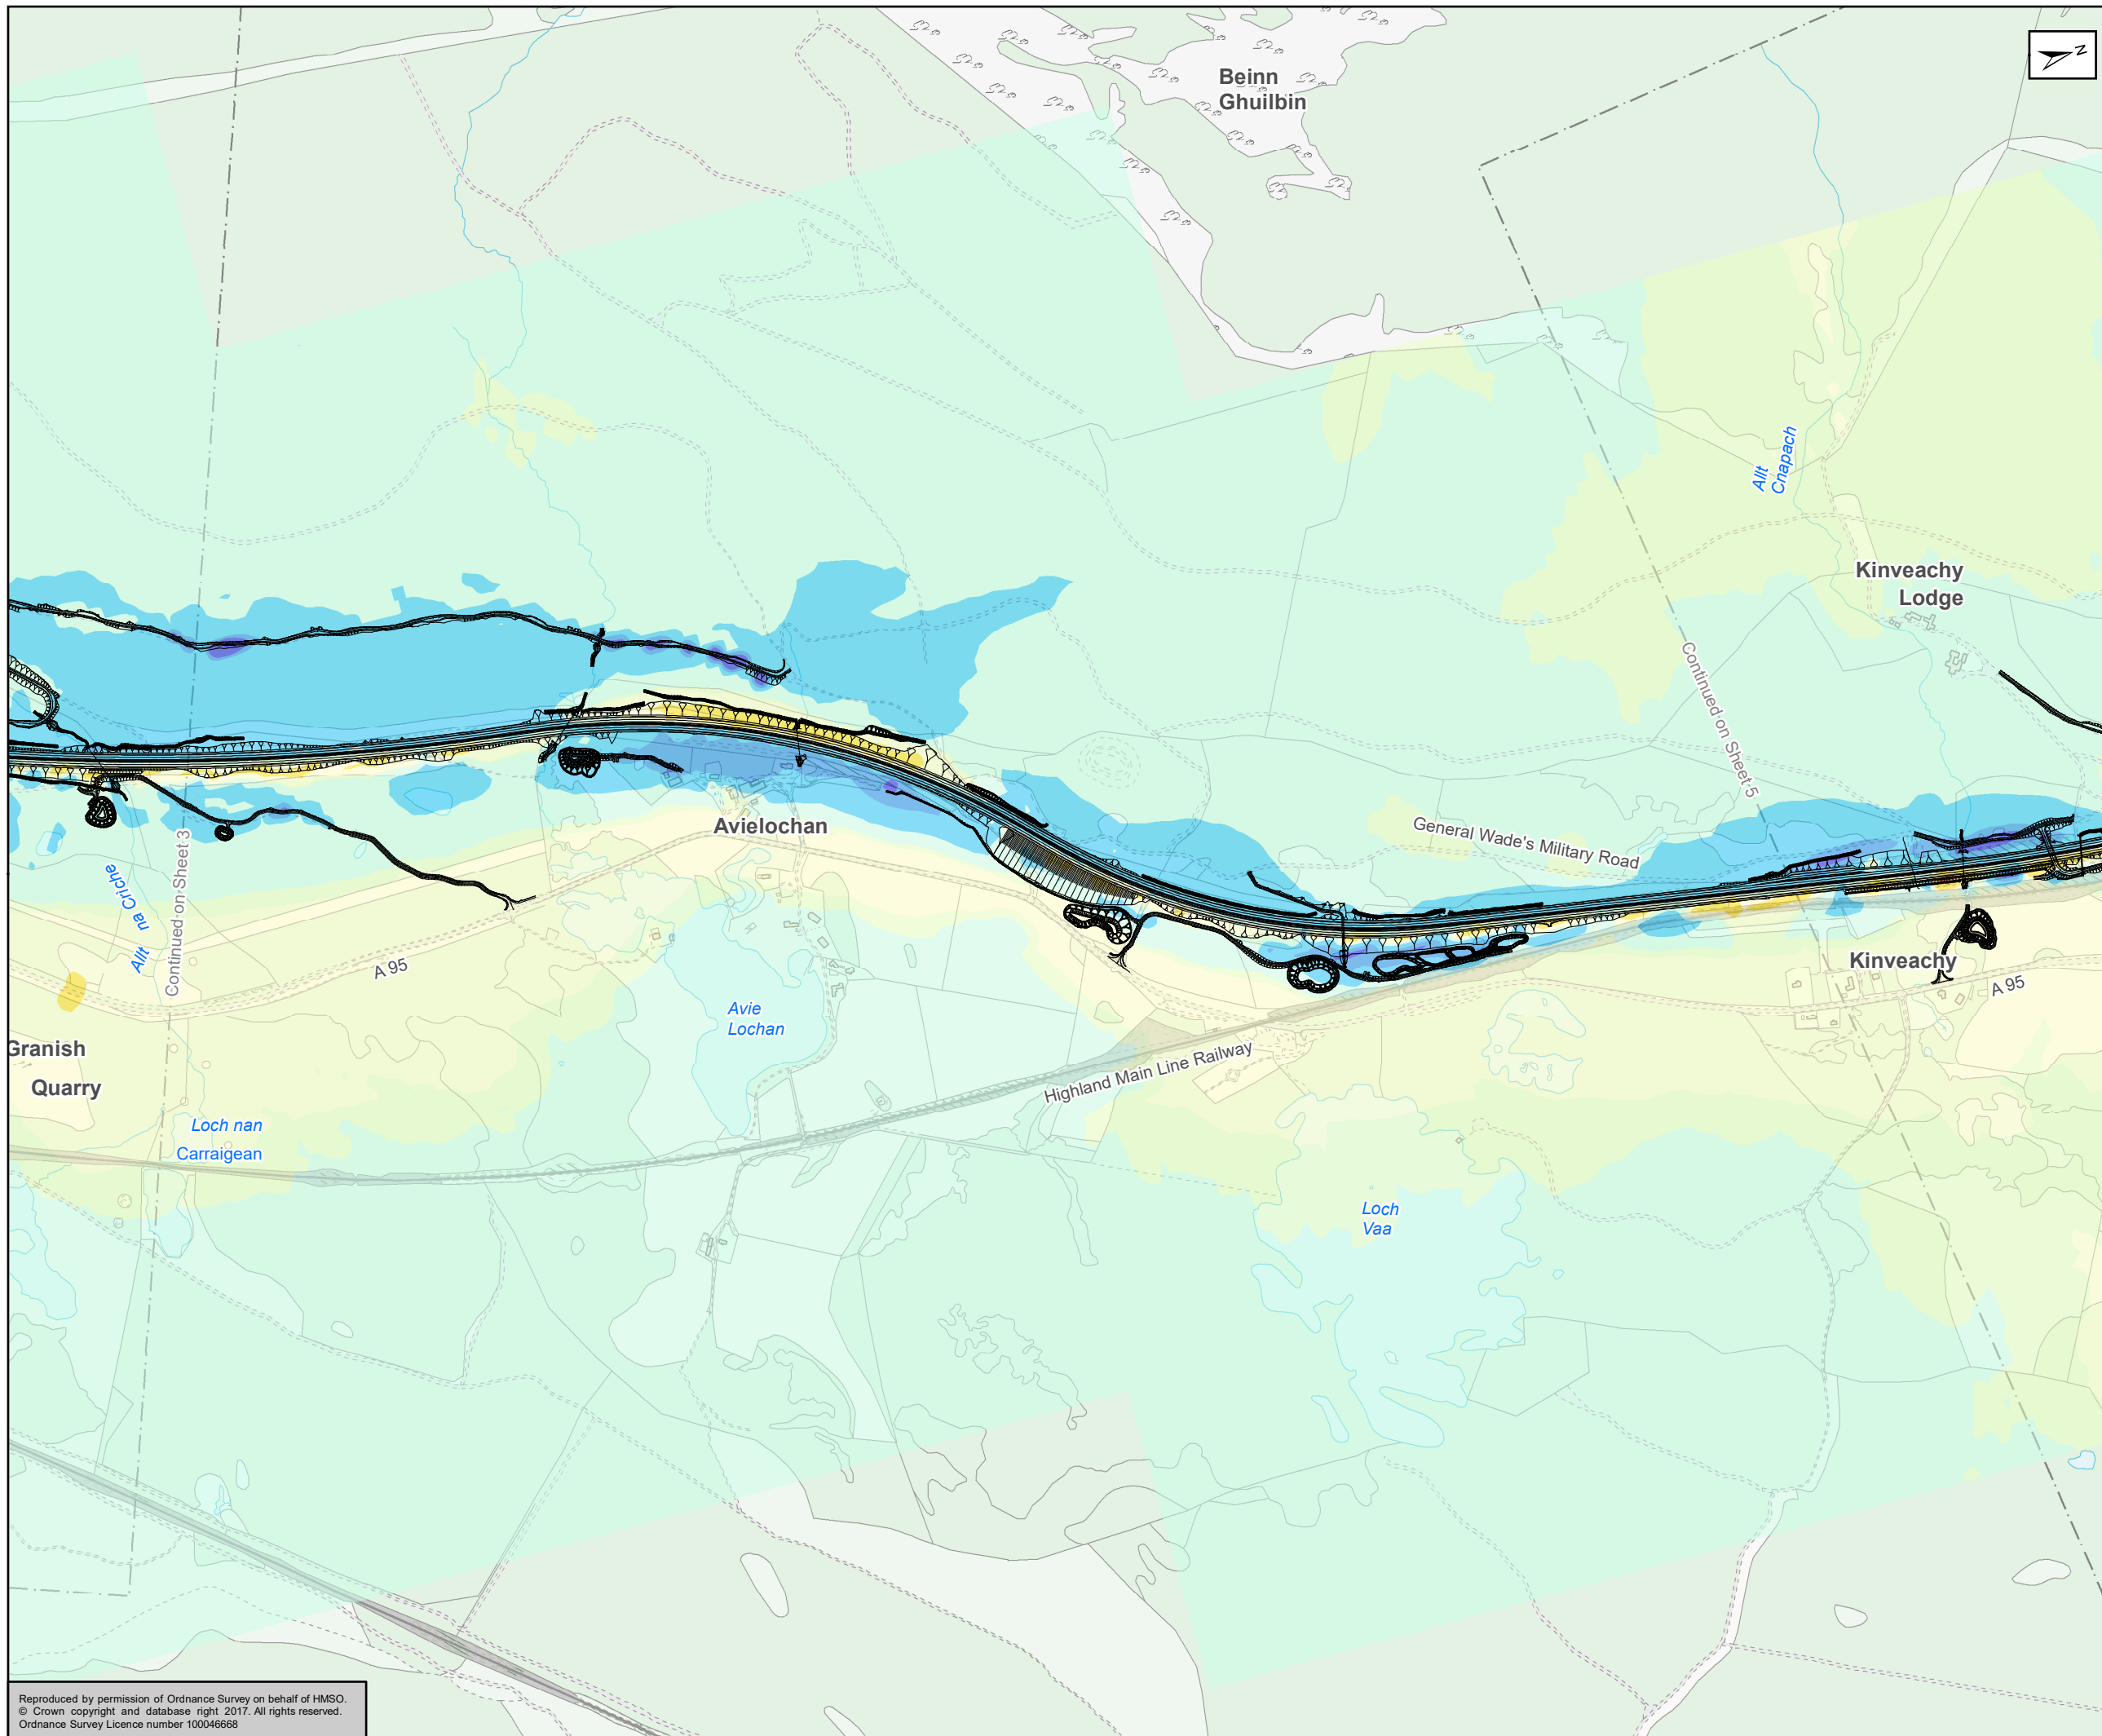 Z
Beinn
Ghuilbin
Allt
Cnapach
Kinveachy
Lodge
Continued on Sheet 5
General Wade's Military Road
Avielochan
Allt na Criche
Continued on Sheet 3
A 95
Kinveachy
A 95
Avie
Lochan
Granish
Quarry
Highland Main Line Railway
Loch nan
Carraigean
Loch
Vaa
Reproduced by permission of Ordnance Survey on behalf of HMSO.
© Crown copyright and database right 2017. All rights reserved.
Ordnance Survey Licence number 100046668